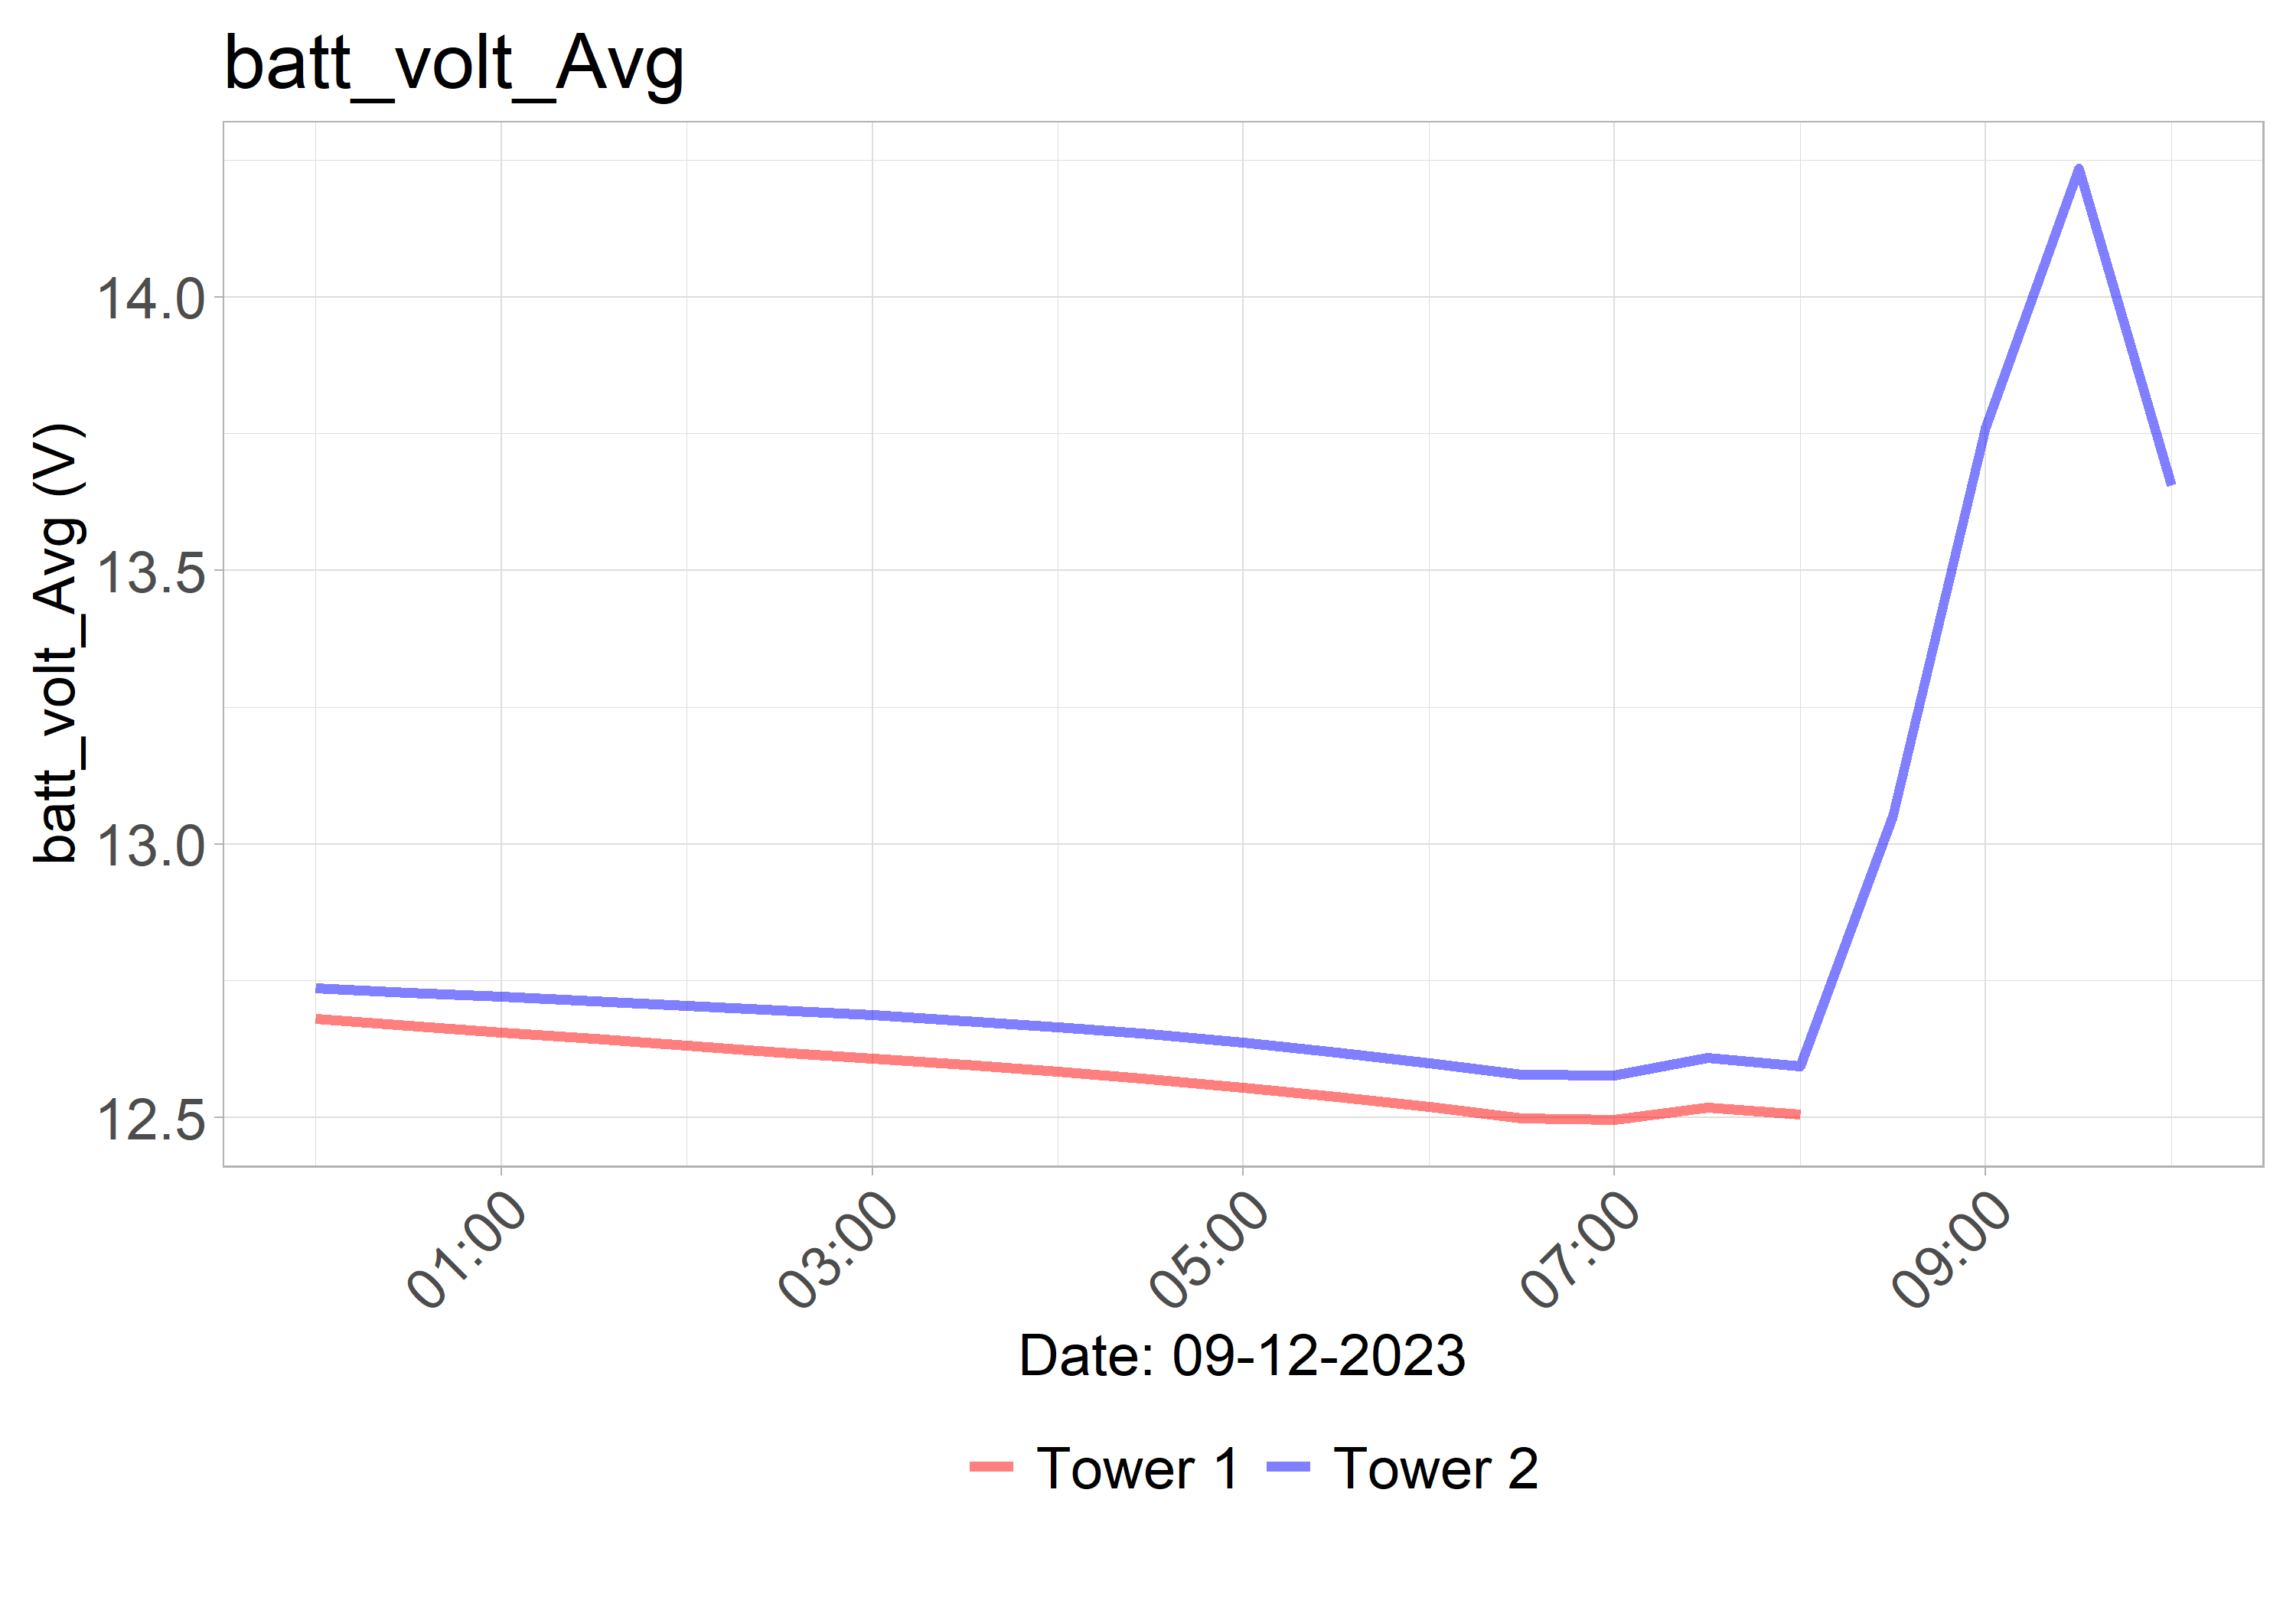 batt_volt_Avg
batt_volt_Avg (V)
14.0
13.5
13.0
12.5
01:00
03:00
05:00
07:00
09:00
Date: 09-12-2023
Tower 1
Tower 2